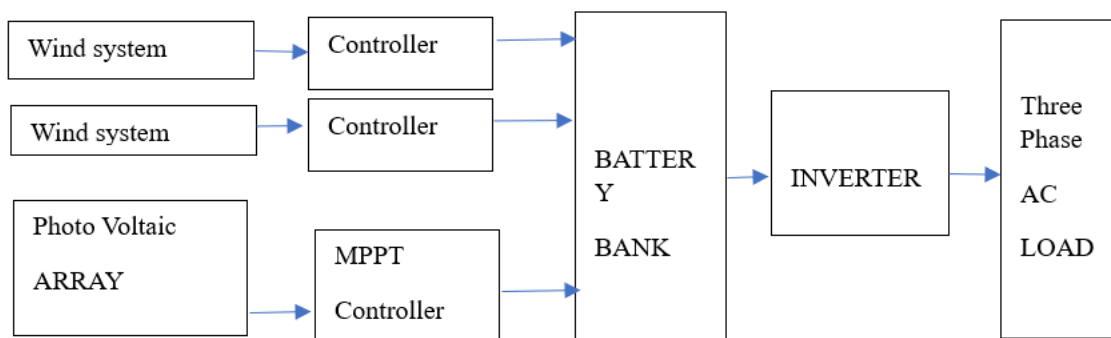 Wind system
Controller
Wind system
Controller
Photo Voltaic
ARRAY
MPPT
Controller
BATTER
Y
BANK
INVERTER
Three
Phase
AC
LOAD